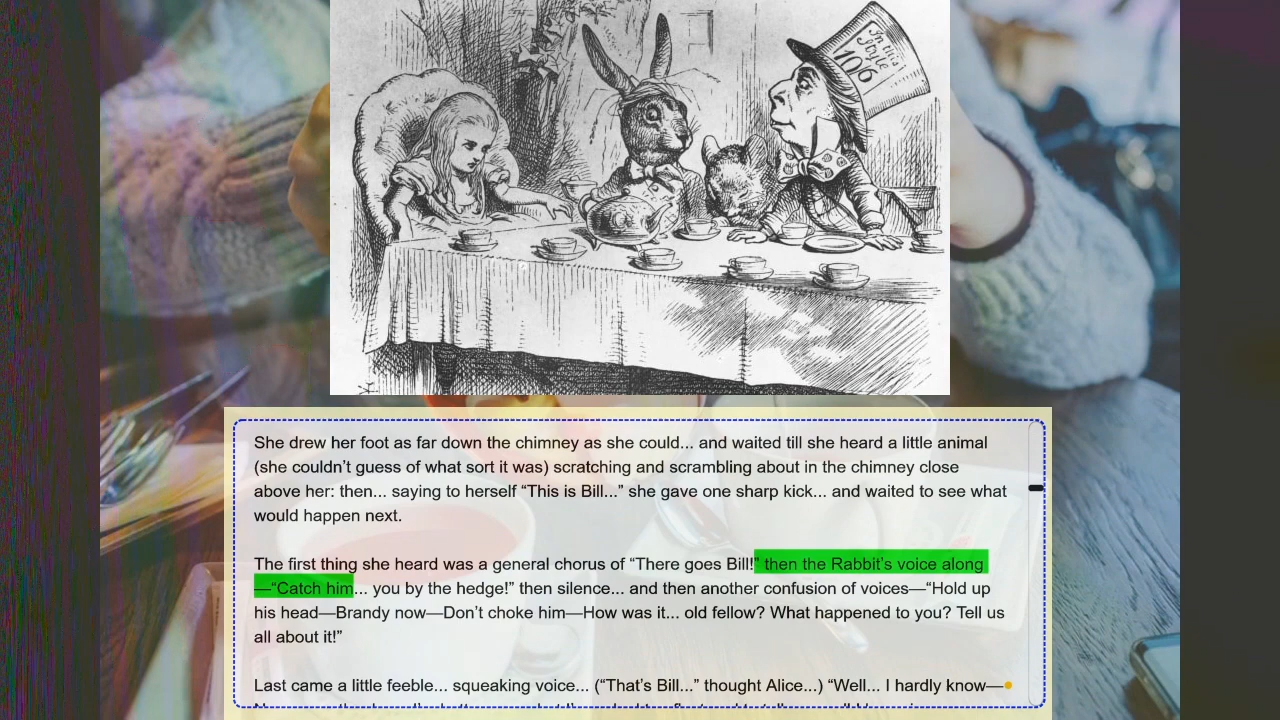 In this
Style
106
She drew her foot as far down the chimney as she could... and waited till she heard a little animal
(she couldn’t guess of what sort it was) scratching and scrambling about in the chimney close
above her: then... saying to herself “This is Bill...” she gave one sharp kick... and waited to see what
would happen next.
The first thing she heard was a general chorus of “There goes Bill!” then the Rabbit’s voice along
—“Catch him... you by the hedge!” then silence... and then another confusion of voices—“Hold up
his head—Brandy now—Don’t choke him—How was it... old fellow? What happened to you? Tell us
all about it!”
Last came a little feeble... squeaking voice... (“That’s Bill...” thought Alice...) “Well... I hardly know—